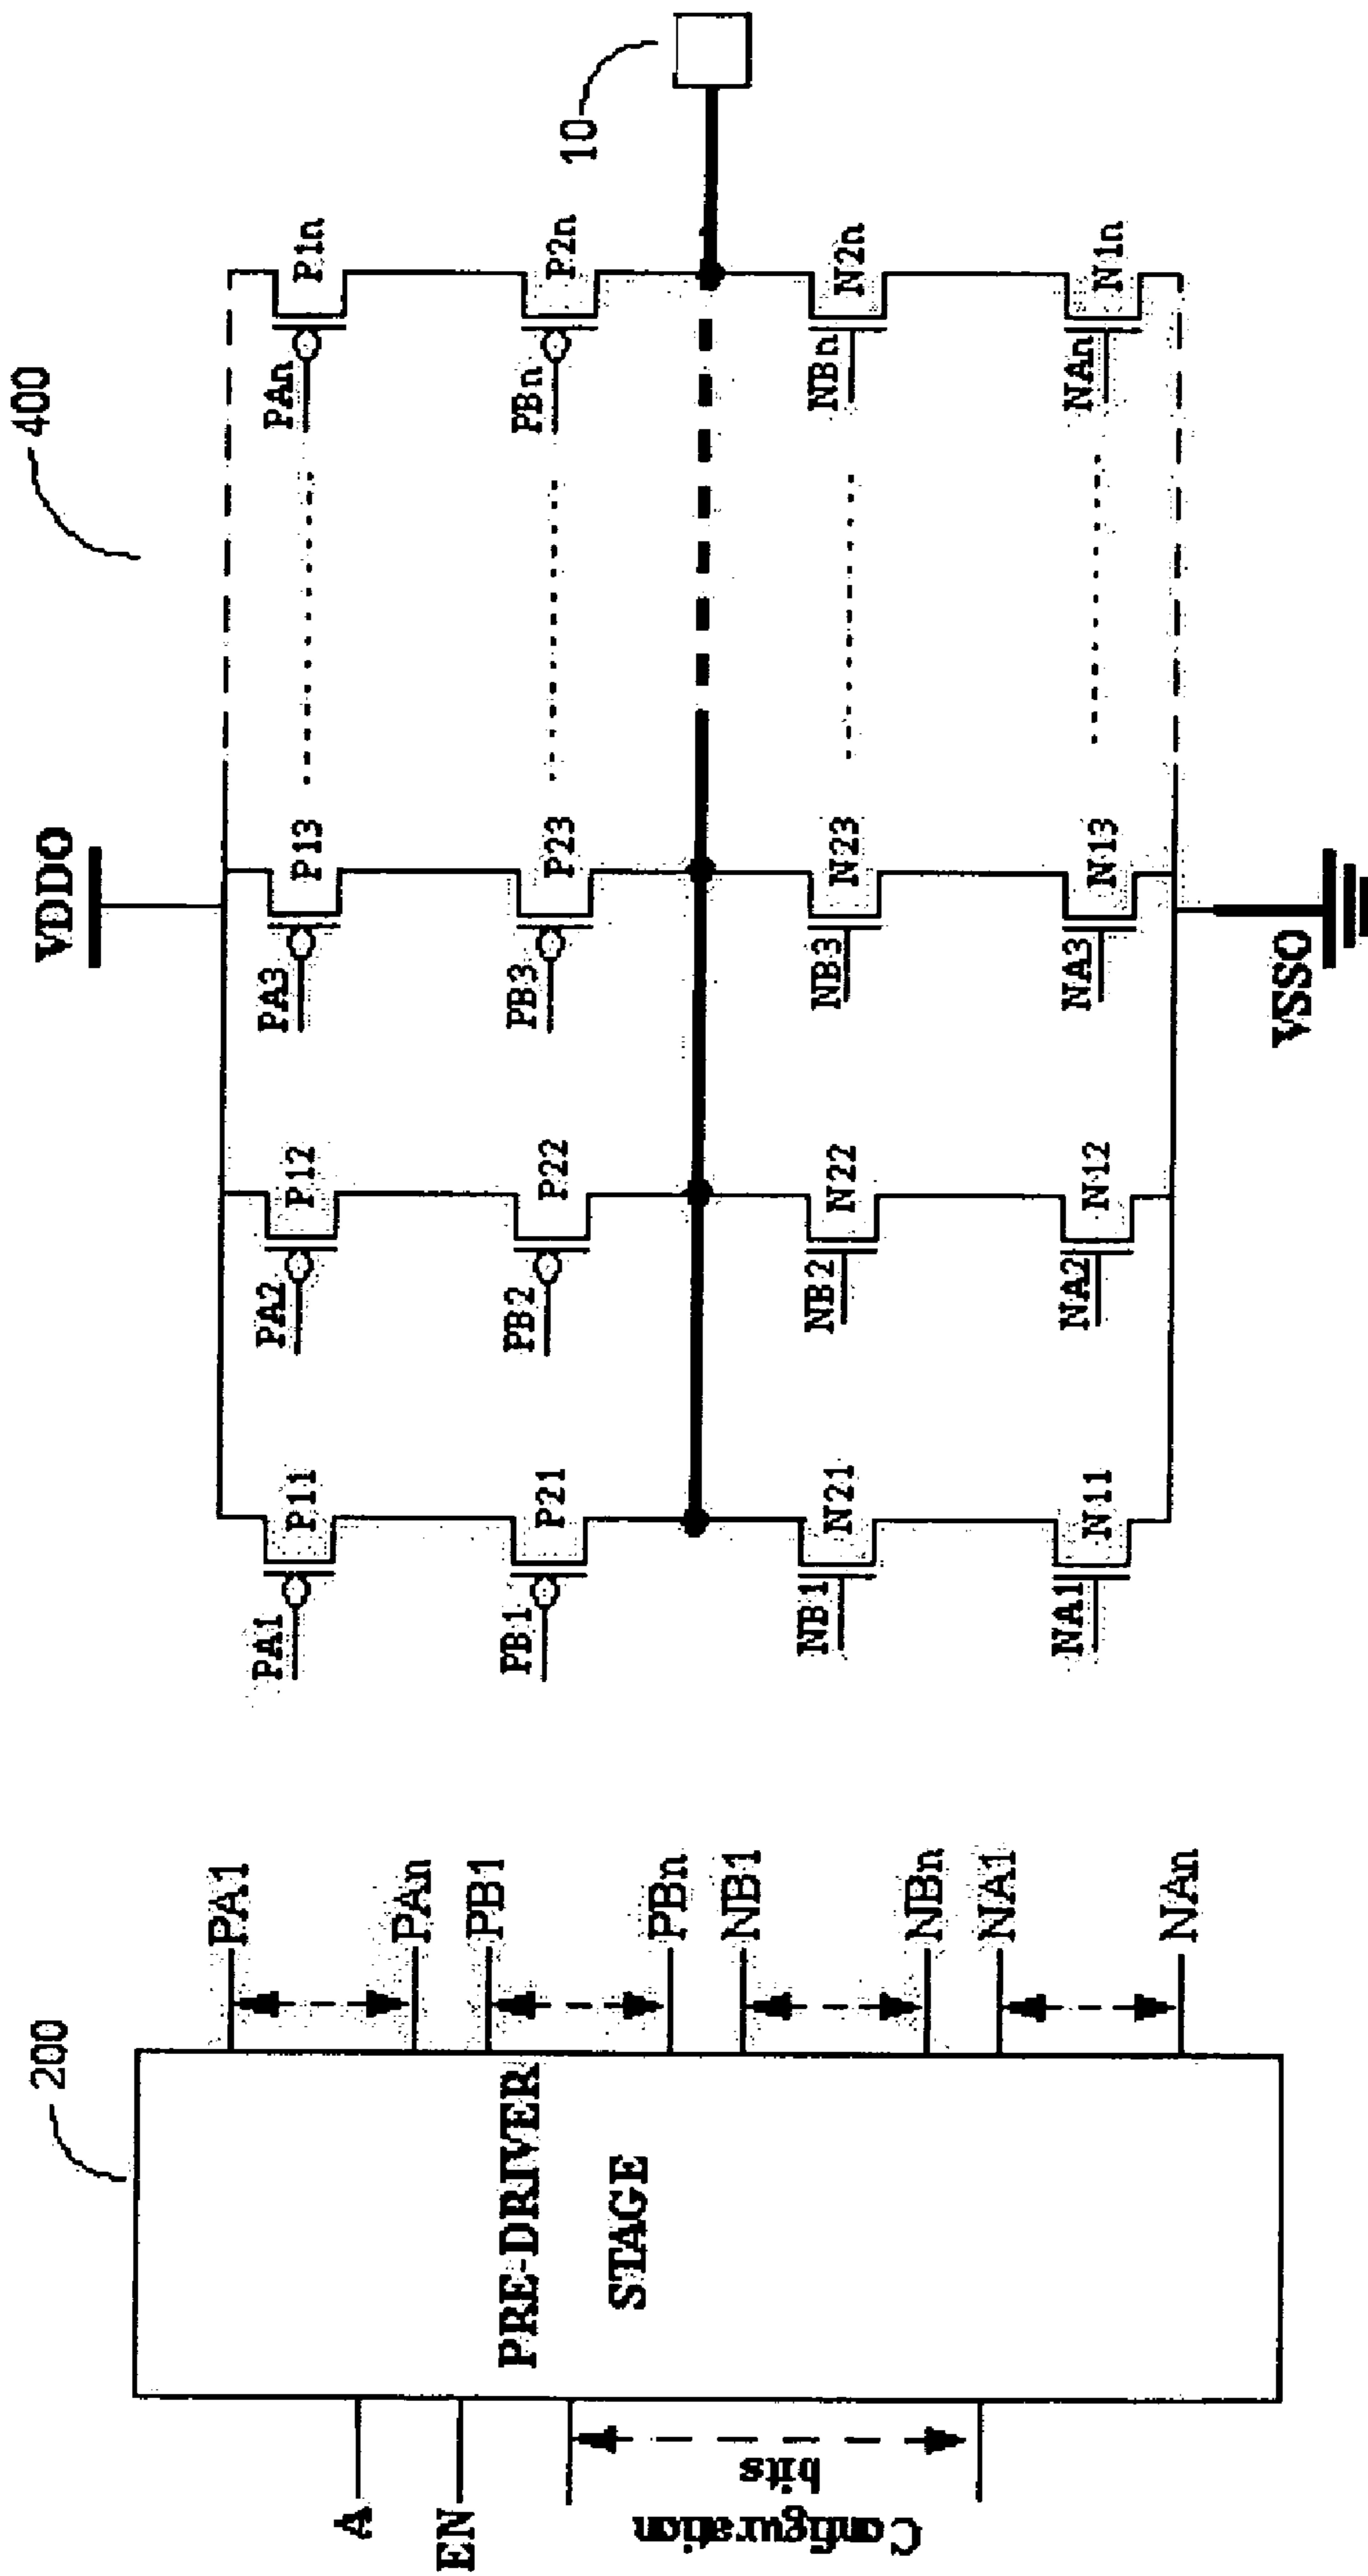 200
A
EN
Configuration
bits
PRE-DRIVER
STAGE
PA1
PAn
PB1
PBn
NB1
NBn
NA1
NAn
400
VDDO
PA1
P11
PA2
P12
PA3
P13
PAn
P1n
PB1
P21
PB2
P22
PB3
P23
PBn
P2n
10
NB1
N21
NB2
N22
NB3
N23
NBn
N2n
NA1
N11
NA2
N12
NA3
N13
NAn
N1n
VSSO